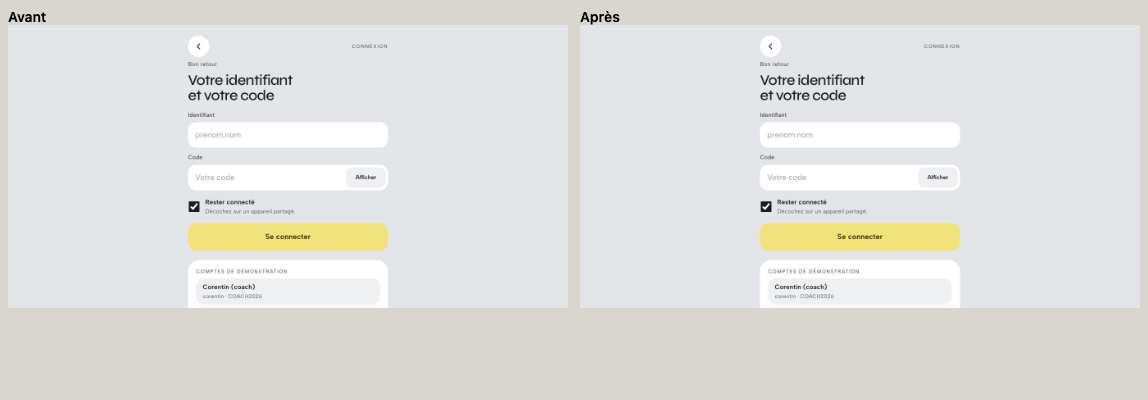 Avant
CONNEXION
Bon retour
Votre identifiant
et votre code
Identifiant
prenom.nom
Code
Votre code
Afficher
Rester connecté
Décochez sur un appareil partagé.
Se connecter
COMPTES DE DÉMONSTRATION
Corentin (coach)
corentin · COACH2026
Après
CONNEXION
Bon retour
Votre identifiant
et votre code
Identifiant
prenom.nom
Code
Votre code
Afficher
Rester connecté
Décochez sur un appareil partagé.
Se connecter
COMPTES DE DÉMONSTRATION
Corentin (coach)
corentin · COACH2026